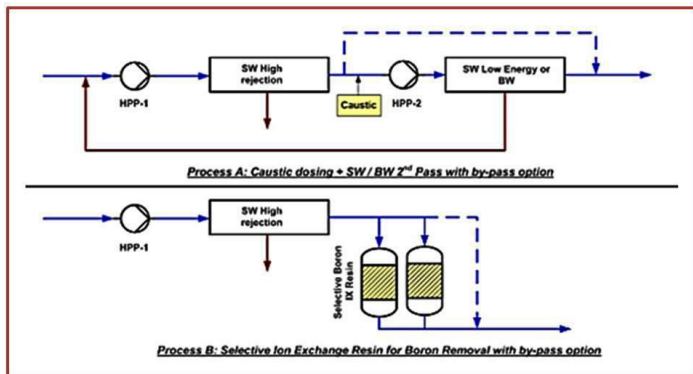 SW High
rejection
HPP-1
Caustic
HPP-2
SW Low Energy or
BW
Process A: Caustic dosing + SW / BW 2nd Pass with by-pass option
SW High
rejection
HPP-1
Selective Boron
IX Resin
Process B: Selective Ion Exchange Resin for Boron Removal with by-pass option